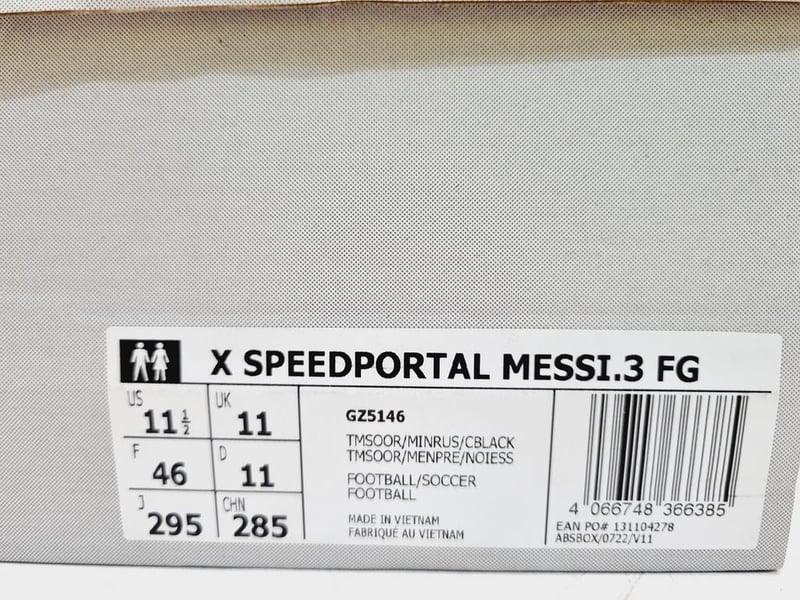 X SPEEDPORTAL MESSI.3 FG
US 11 1/2
UK 11
F 46
D 11
J 295
CHN 285
GZ5146
TMSOOR/MINRUS/CBLACK
TMSOOR/MENPRE/NOIESS
FOOTBALL/SOCCER
FOOTBALL
MADE IN VIETNAM
FABRIQUÉ AU VIETNAM
4 066748 366385
EAN PO# 131104278
ABSBOX/0722/V11